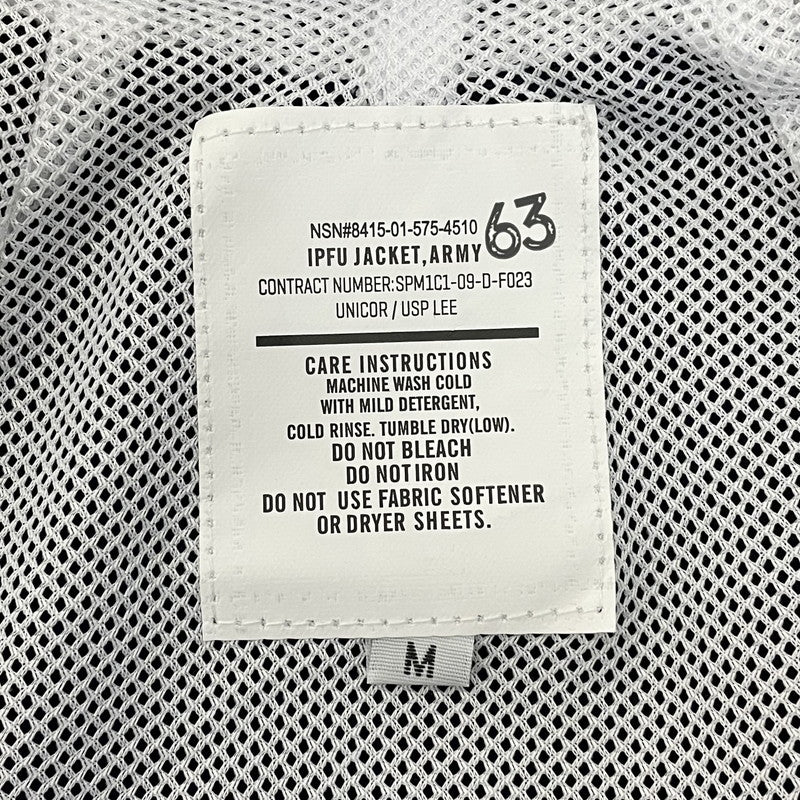 NSN#8415-01-575-4510
63
IPFU JACKET,ARMY
CONTRACT NUMBER:SPM1C1-09-D-F023
UNICOR / USP LEE
CARE INSTRUCTIONS
MACHINE WASH COLD
WITH MILD DETERGENT,
COLD RINSE. TUMBLE DRY(LOW).
DO NOT BLEACH
DO NOT IRON
DO NOT USE FABRIC SOFTENER
OR DRYER SHEETS.
M